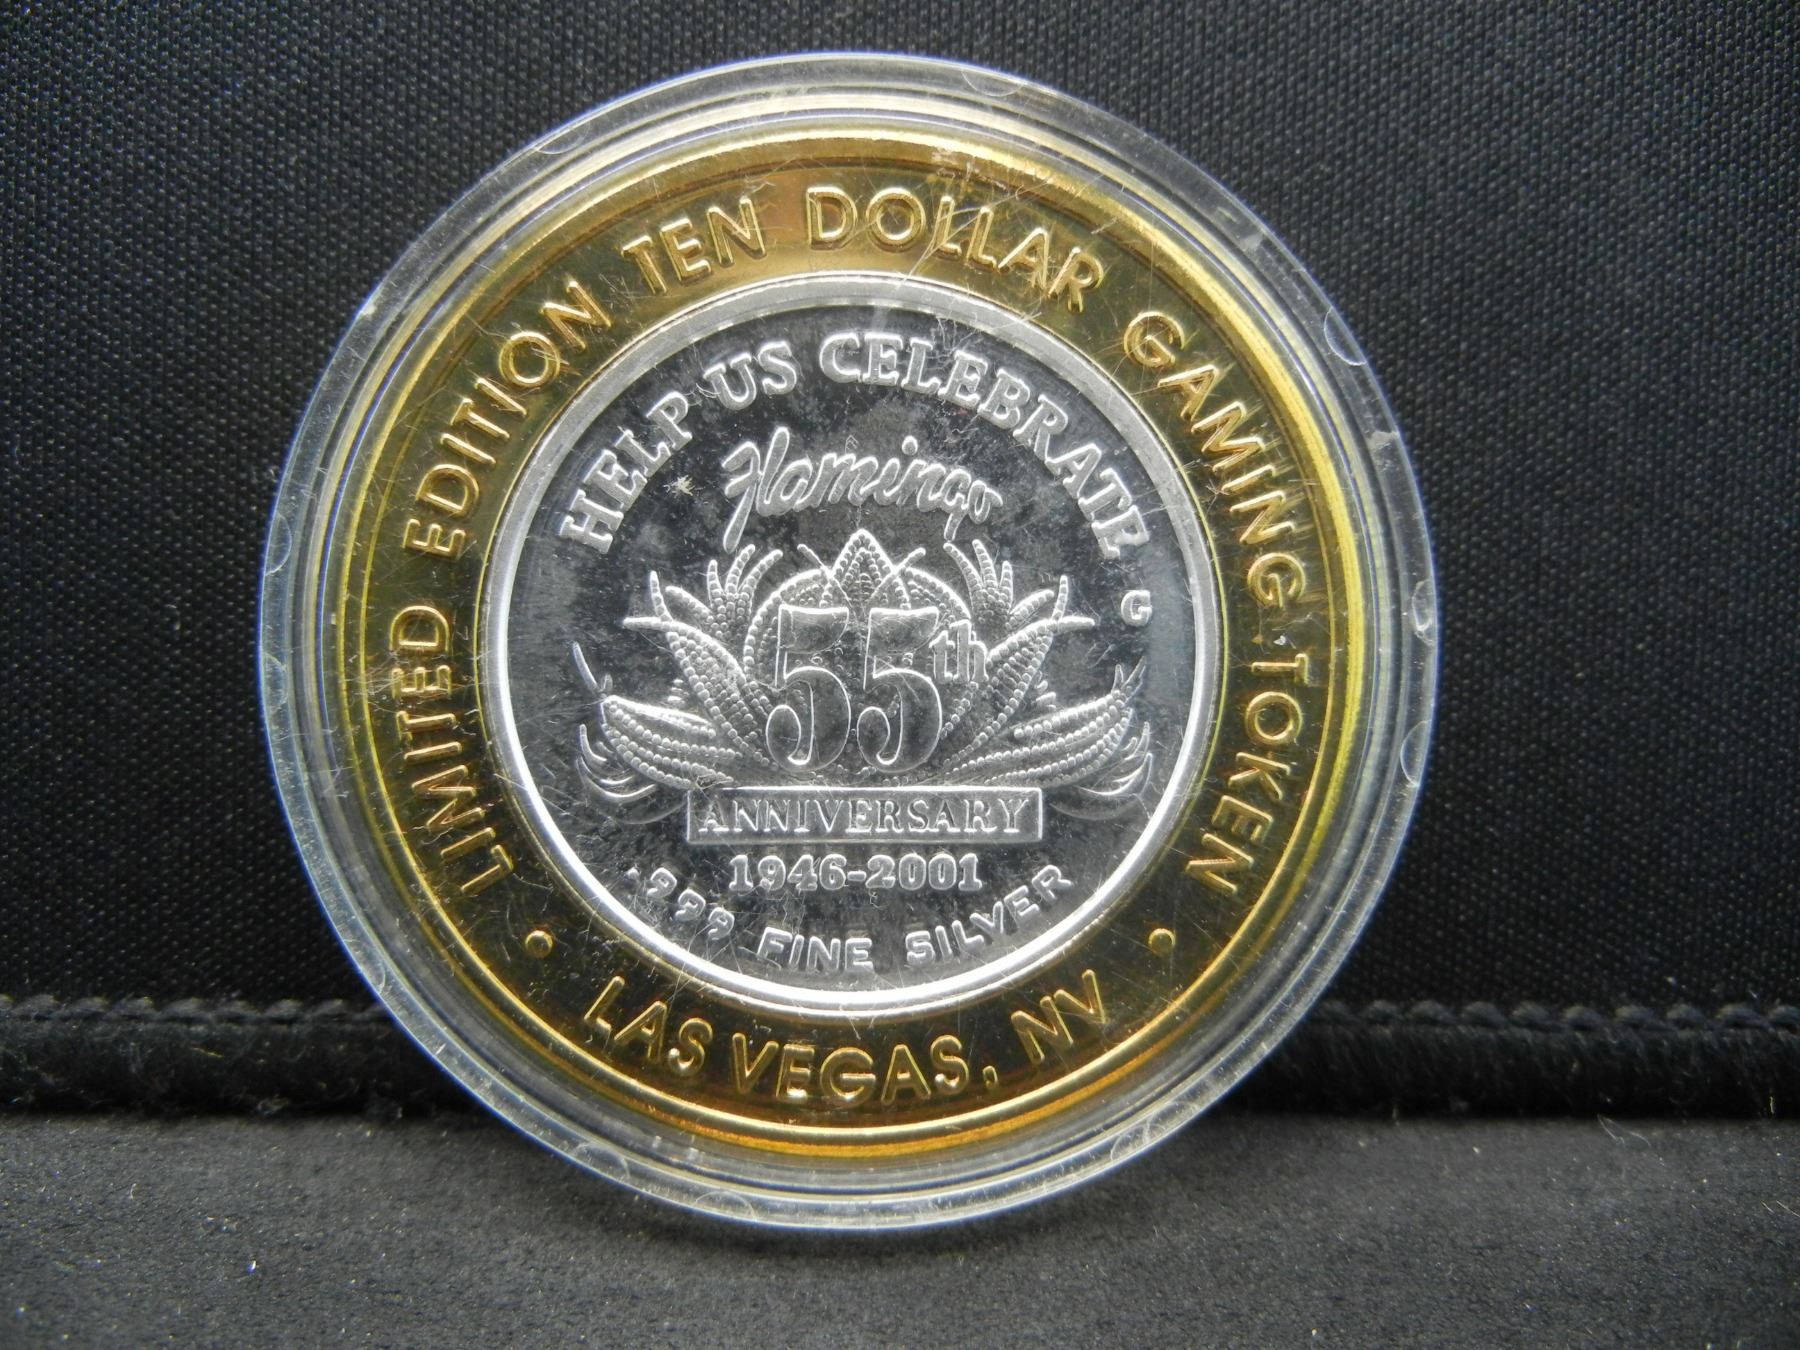 LIMITED EDITION TEN DOLLAR GAMING TOKEN
HELP US CELEBRATE
Flamingo
G
55th
ANNIVERSARY
1946-2001
.999 FINE SILVER
• LAS VEGAS, NV •